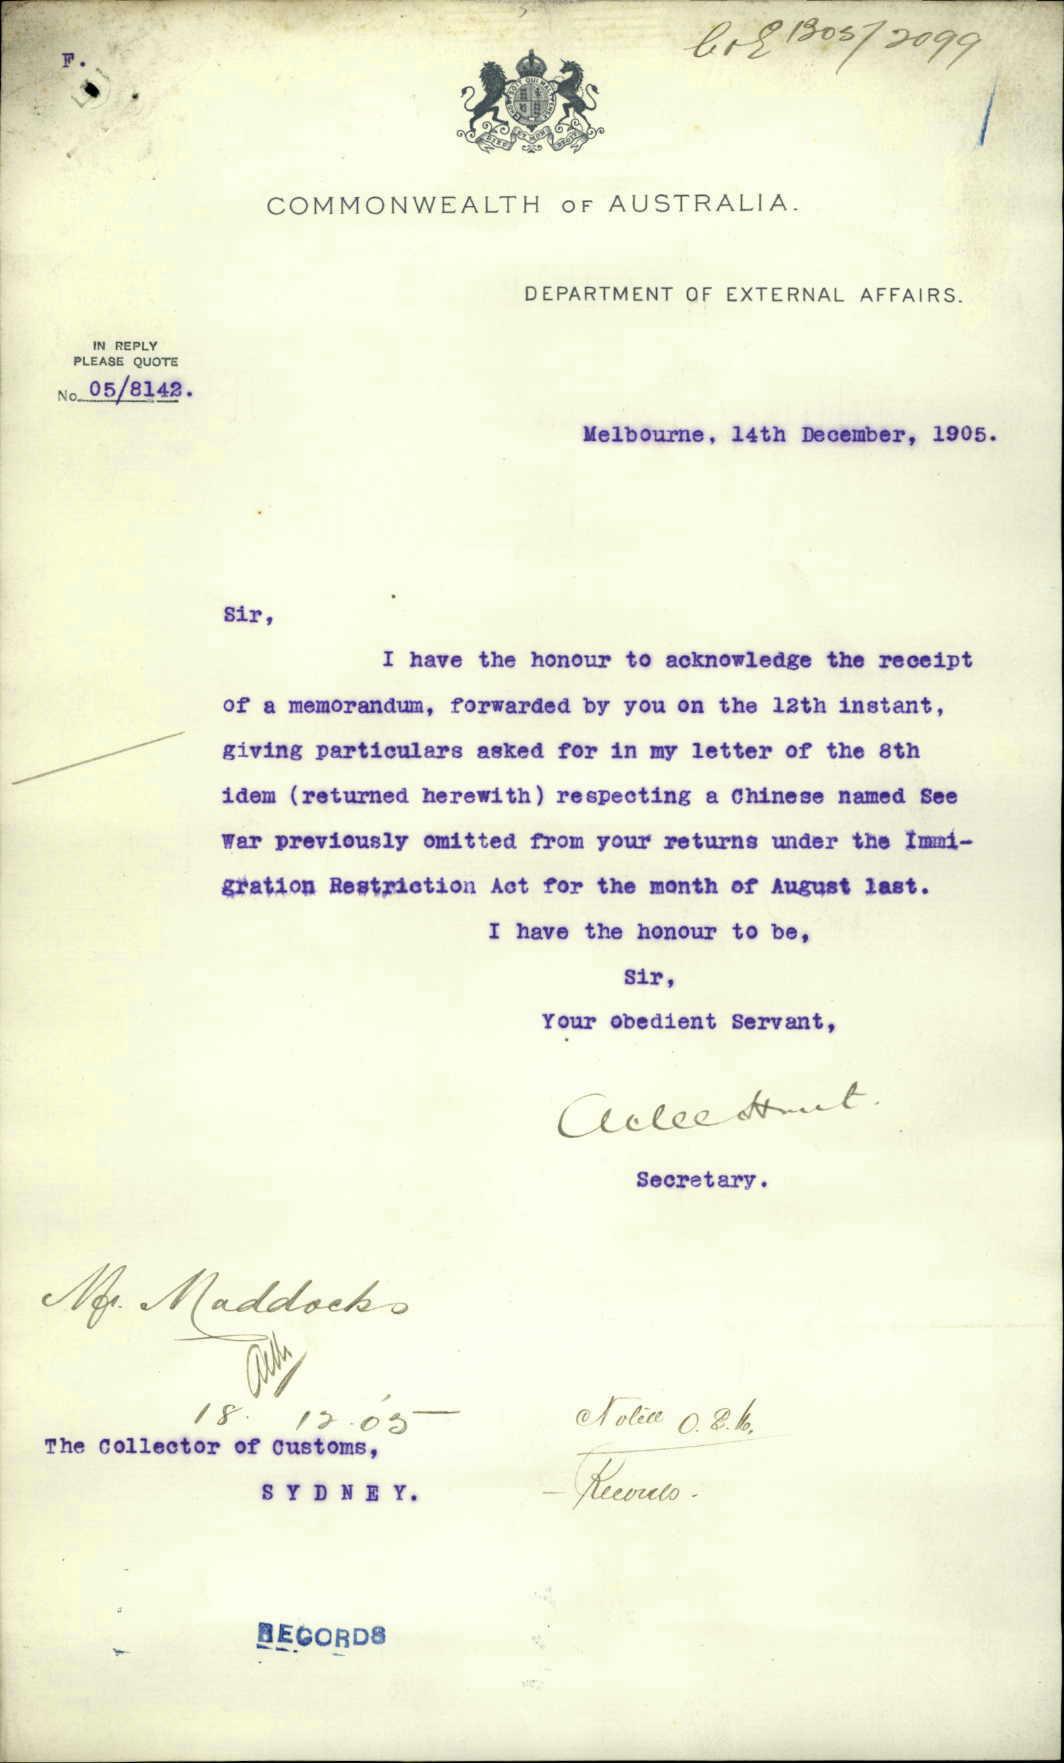 F.
C & E 1305/2099
COMMONWEALTH OF AUSTRALIA.
DEPARTMENT OF EXTERNAL AFFAIRS.
IN REPLY
PLEASE QUOTE
No. 05/8142.
Melbourne, 14th December, 1905.
Sir,
I have the honour to acknowledge the receipt
of a memorandum, forwarded by you on the 12th instant,
giving particulars asked for in my letter of the 8th
idem (returned herewith) respecting a Chinese named See
War previously omitted from your returns under the Immi-
gration Restriction Act for the month of August last.
I have the honour to be,
Sir,
Your obedient Servant,
Atlee Hunt.
Secretary.
Mr. Maddocks
18. 12. 05
The Collector of Customs,
SYDNEY.
Noted
Records.
RECORDS